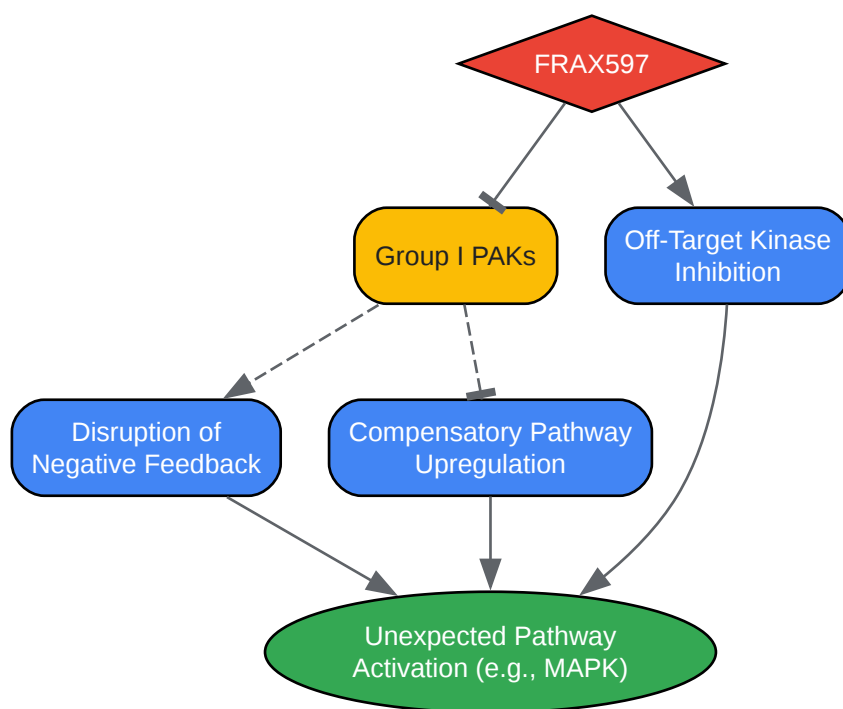 FRAX597
Group I PAKs
Off-Target Kinase
Inhibition
Disruption of
Negative Feedback
Compensatory Pathway
Upregulation
Unexpected Pathway
Activation (e.g., MAPK)